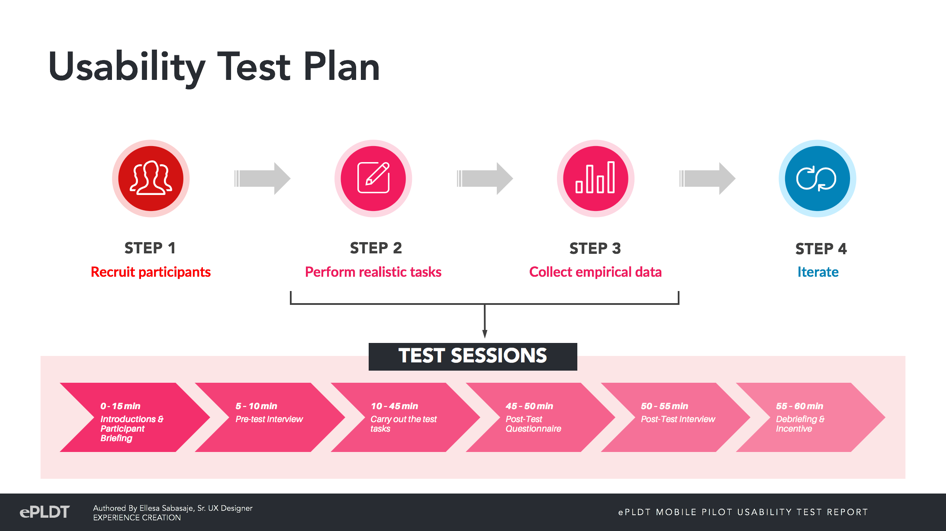 Usability Test Plan
STEP 1
Recruit participants
STEP 2
Perform realistic tasks
STEP 3
Collect empirical data
STEP 4
Iterate
TEST SESSIONS
0 - 15 min
Introductions &
Participant
Briefing
5 - 10 min
Pre-test Interview
10 - 45 min
Carry out the test
tasks
45 - 50 min
Post-Test
Questionnaire
50 - 55 min
Post-Test Interview
55 - 60 min
Debriefing &
Incentive
ePLDT
Authored By Ellesa Sabasaje, Sr. UX Designer
EXPERIENCE CREATION
ePLDT MOBILE PILOT USABILITY TEST REPORT